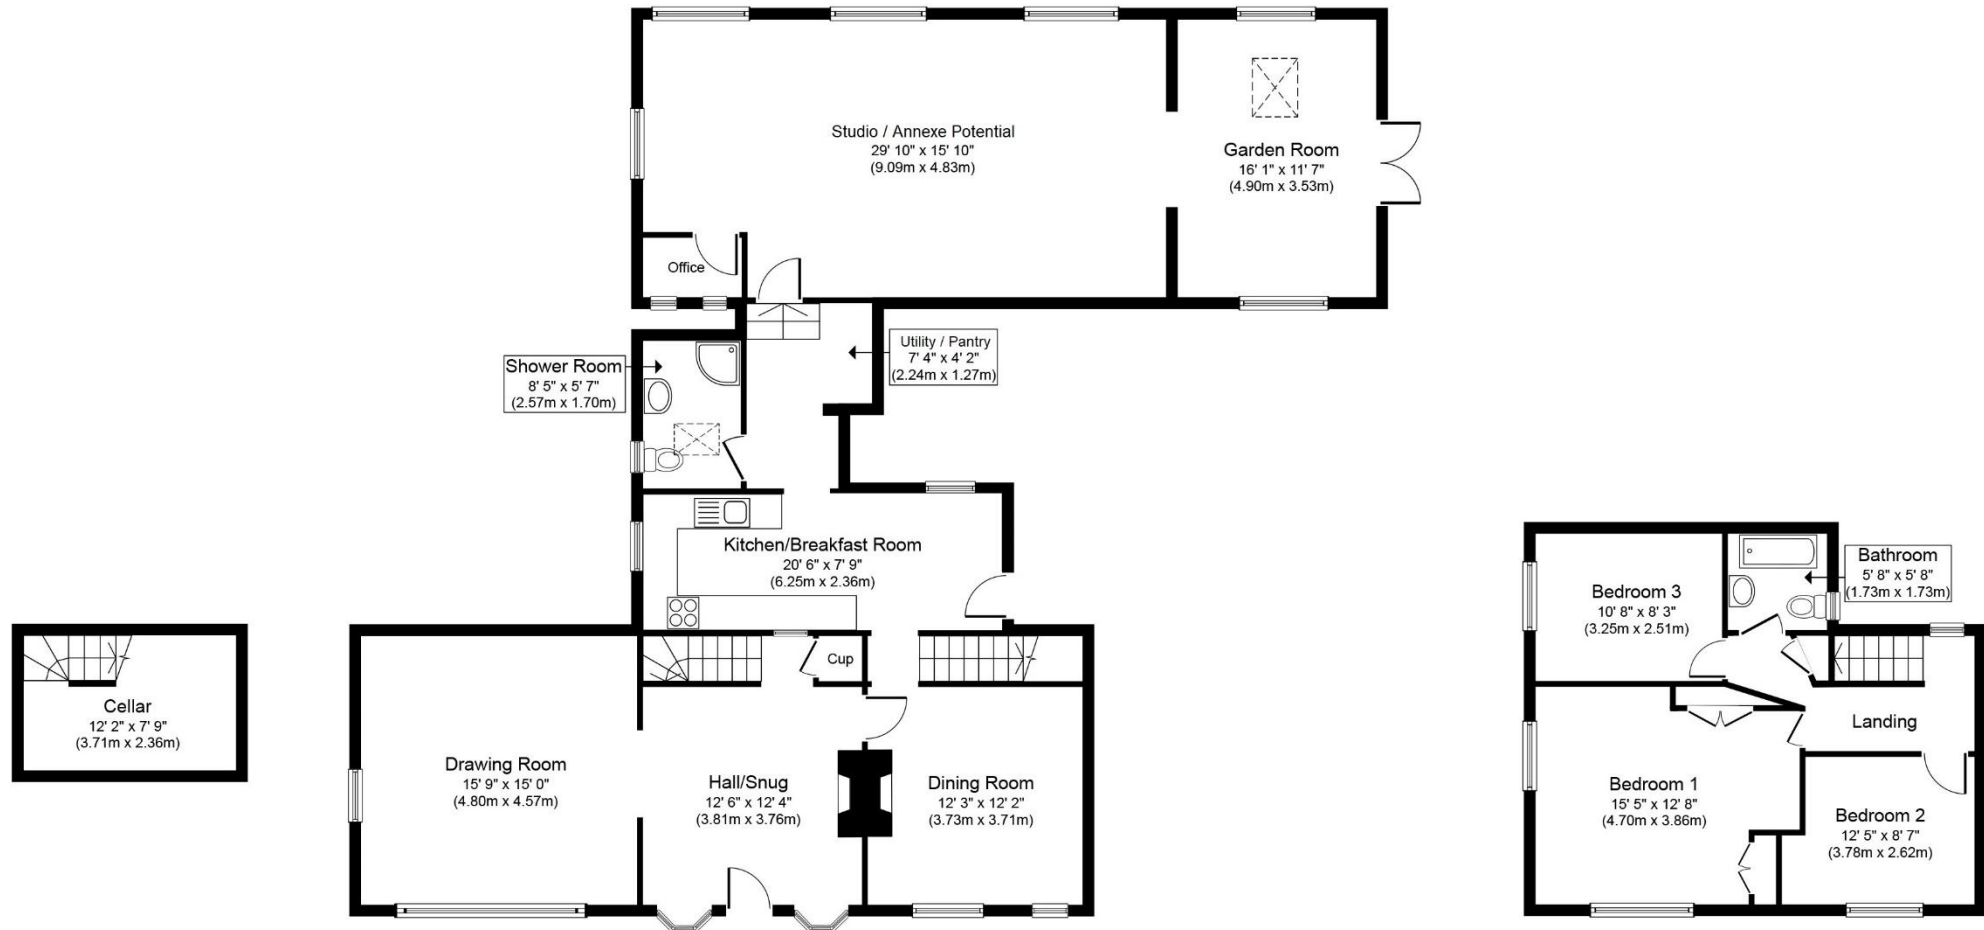 Studio / Annexe Potential
29' 10" x 15' 10"
(9.09m x 4.83m)
Garden Room
16' 1" x 11' 7"
(4.90m x 3.53m)
Office
Utility / Pantry
7' 4" x 4' 2"
(2.24m x 1.27m)
Shower Room
8' 5" x 5' 7"
(2.57m x 1.70m)
Kitchen/Breakfast Room
20' 6" x 7' 9"
(6.25m x 2.36m)
Cup
Cellar
12' 2" x 7' 9"
(3.71m x 2.36m)
Drawing Room
15' 9" x 15' 0"
(4.80m x 4.57m)
Hall/Snug
12' 6" x 12' 4"
(3.81m x 3.76m)
Dining Room
12' 3" x 12' 2"
(3.73m x 3.71m)
Bedroom 3
10' 8" x 8' 3"
(3.25m x 2.51m)
Bathroom
5' 8" x 5' 8"
(1.73m x 1.73m)
Landing
Bedroom 1
15' 5" x 12' 8"
(4.70m x 3.86m)
Bedroom 2
12' 5" x 8' 7"
(3.78m x 2.62m)